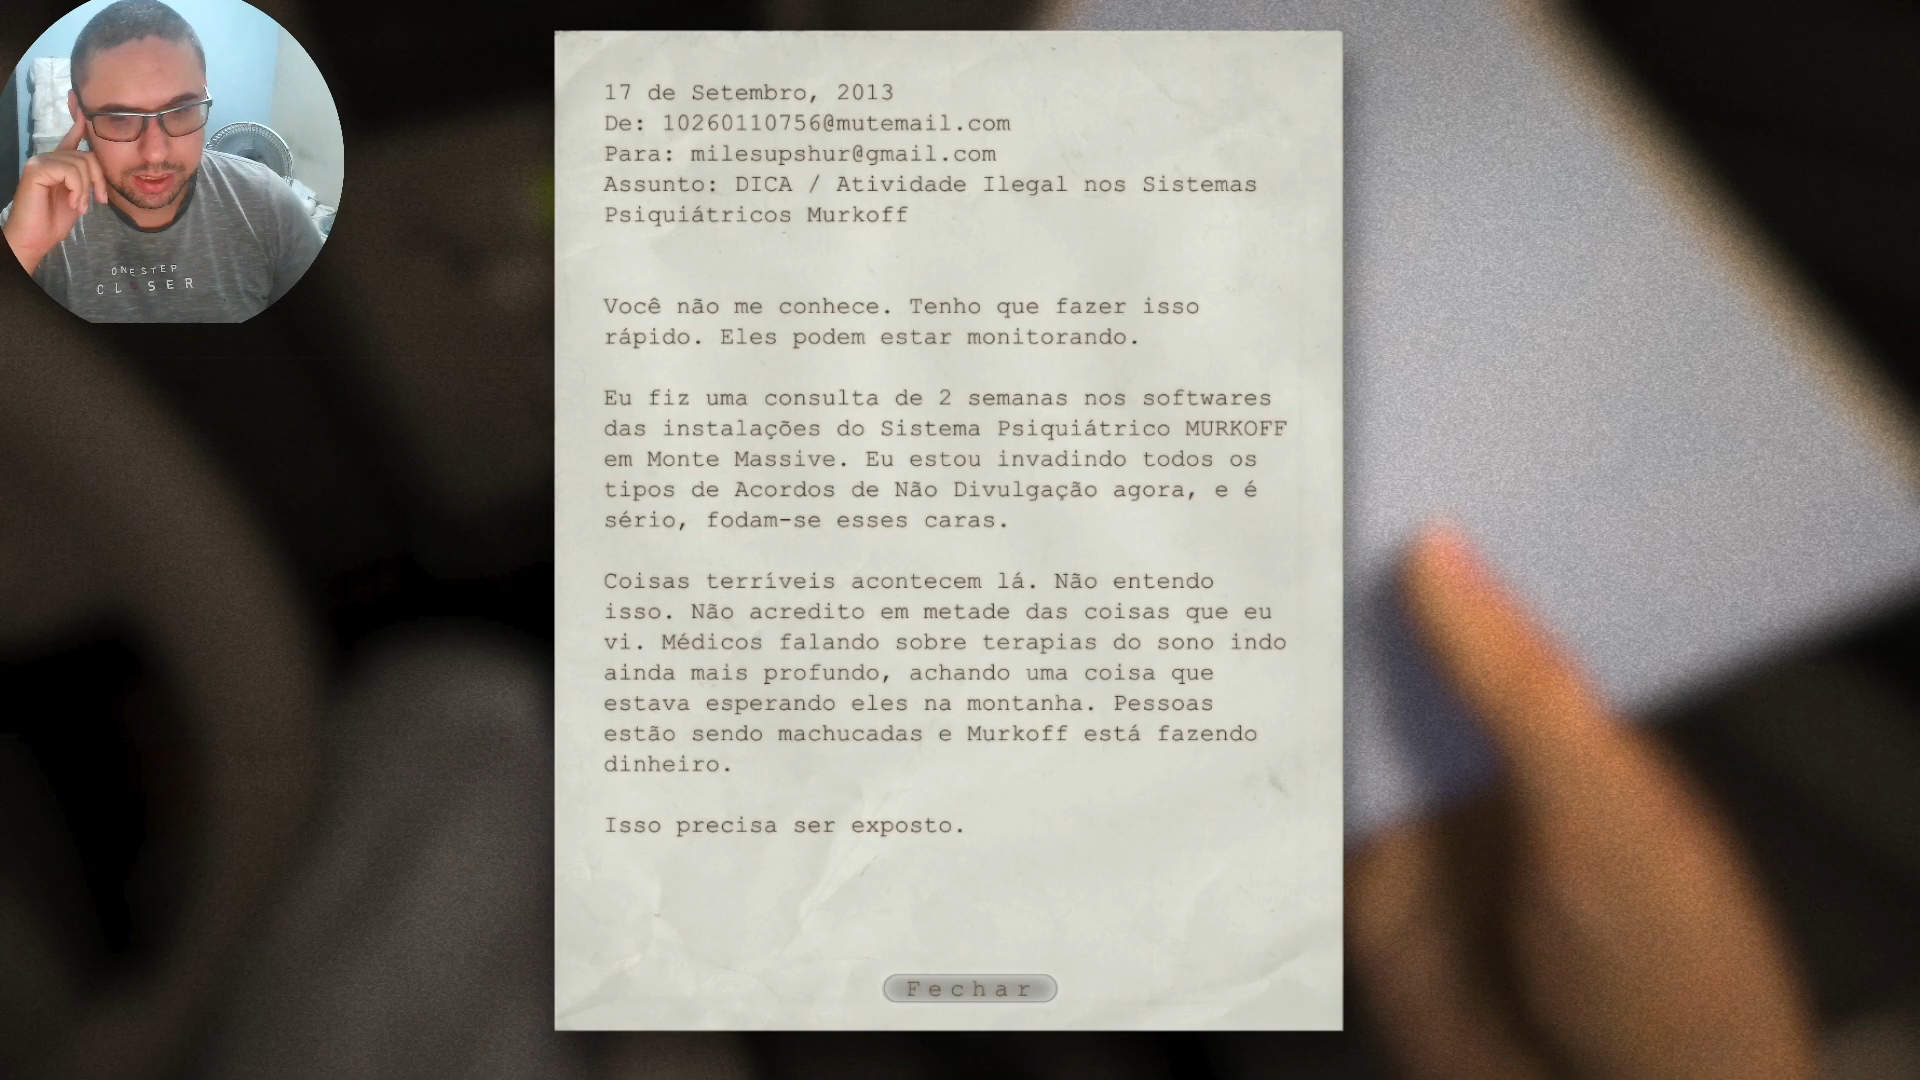 ONE STEP
CLOSER
17 de Setembro, 2013
De: 10260110756@mutemail.com
Para: milesupshur@gmail.com
Assunto: DICA / Atividade Ilegal nos Sistemas
Psiquiátricos Murkoff
Você não me conhece. Tenho que fazer isso
rápido. Eles podem estar monitorando.
Eu fiz uma consulta de 2 semanas nos softwares
das instalações do Sistema Psiquiátrico MURKOFF
em Monte Massive. Eu estou invadindo todos os
tipos de Acordos de Não Divulgação agora, e é
sério, fodam-se esses caras.
Coisas terríveis acontecem lá. Não entendo
isso. Não acredito em metade das coisas que eu
vi. Médicos falando sobre terapias do sono indo
ainda mais profundo, achando uma coisa que
estava esperando eles na montanha. Pessoas
estão sendo machucadas e Murkoff está fazendo
dinheiro.
Isso precisa ser exposto.
Fechar